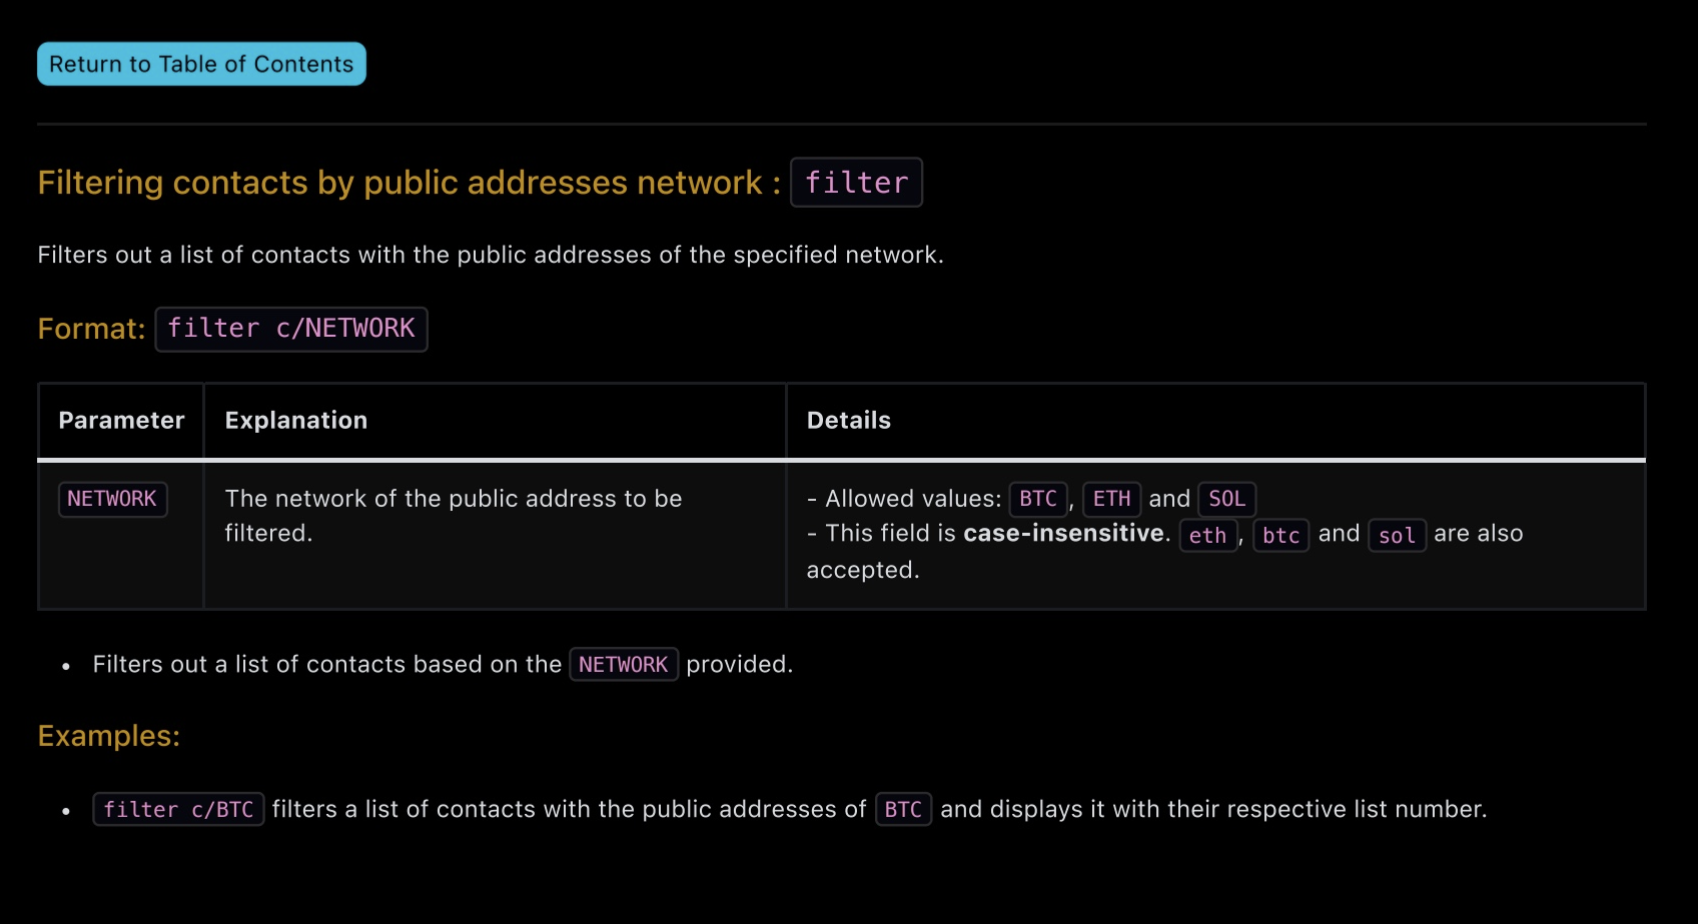 Return to Table of Contents
Filtering contacts by public addresses network : filter
Filters out a list of contacts with the public addresses of the specified network.
Format: filter c/NETWORK
Parameter Explanation Details
NETWORK The network of the public address to be filtered.
- Allowed values: BTC, ETH and SOL
- This field is case-insensitive. eth, btc and sol are also
accepted.
• Filters out a list of contacts based on the NETWORK provided.
Examples:
• filter c/BTC filters a list of contacts with the public addresses of BTC and displays it with their respective list number.